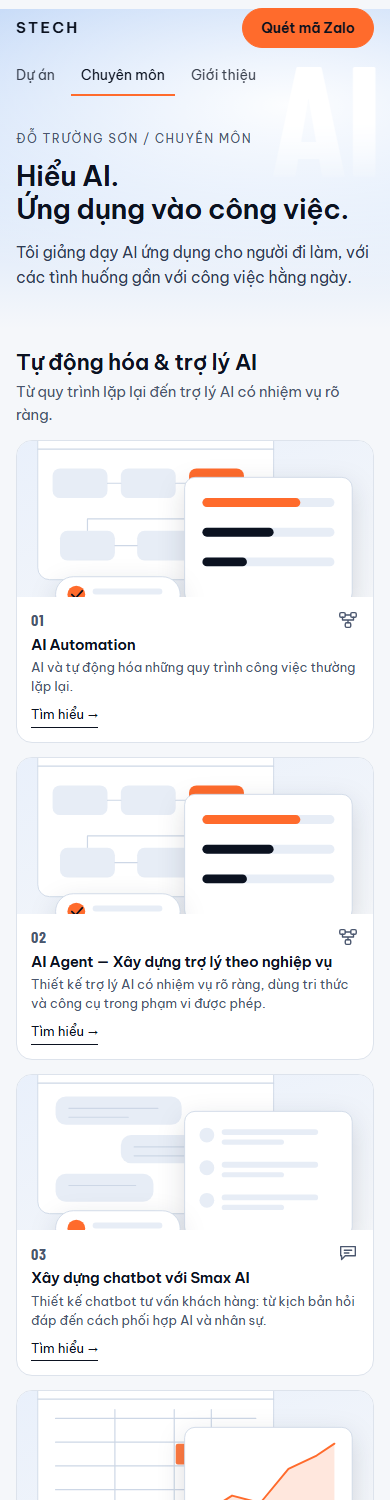 STECH
Quét mã Zalo
Dự án
Chuyên môn
Giới thiệu
AI
ĐỖ TRƯỜNG SƠN / CHUYÊN MÔN
Hiểu AI.
Ứng dụng vào công việc.
Tôi giảng dạy AI ứng dụng cho người đi làm, với
các tình huống gần với công việc hằng ngày.
Tự động hóa & trợ lý AI
Từ quy trình lặp lại đến trợ lý AI có nhiệm vụ rõ
ràng.
01
AI Automation
AI và tự động hóa những quy trình công việc thường
lặp lại.
Tìm hiểu →
02
AI Agent — Xây dựng trợ lý theo nghiệp vụ
Thiết kế trợ lý AI có nhiệm vụ rõ ràng, dùng tri thức
và công cụ trong phạm vi được phép.
Tìm hiểu →
03
Xây dựng chatbot với Smax AI
Thiết kế chatbot tư vấn khách hàng: từ kịch bản hỏi
đáp đến cách phối hợp AI và nhân sự.
Tìm hiểu →